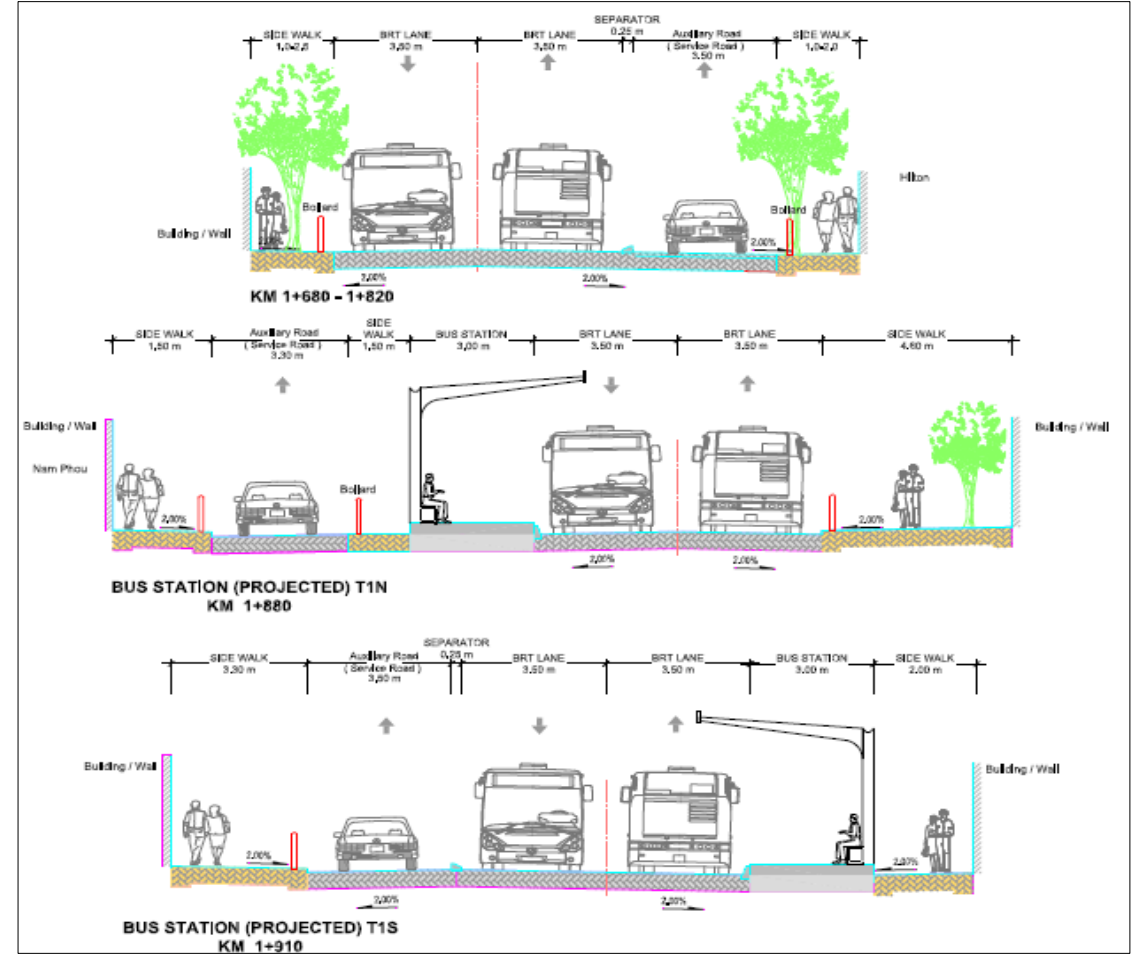 SEPARATOR
0.25 m
SIDE WALK
1,0-2,5
BRT LANE
3,50 m
BRT LANE
3,50 m
Auxiliary Road
( Service Road )
3.50 m
SIDE WALK
1,0-2,0
Hilton
Bollard
Bollard
Building / Wall
2.00%
2.00%
2.00%
KM 1+680 - 1+820
SIDE WALK
1,50 m
Auxiliary Road
( Service Road )
3.30 m
SIDE
WALK
1,50 m
BUS STATION
3,00 m
BRT LANE
3.50 m
BRT LANE
3.50 m
SIDE WALK
Building / Wall
Building / Wall
Nam Phou
Bollard
2.00%
2.00%
2.00%
2.00%
BUS STATION (PROJECTED) T1N
KM 1+880
SEPARATOR
0,25 m
SIDE WALK
3.30 m
Auxiliary Road
( Service Road )
3,50 m
BRT LANE
3.50 m
BRT LANE
3.50 m
BUS STATION
3.00 m
SIDE WALK
2.00 m
Building / Wall
Building / Wall
2.00%
2.00%
2.00%
2.00%
BUS STATION (PROJECTED) T1S
KM 1+910